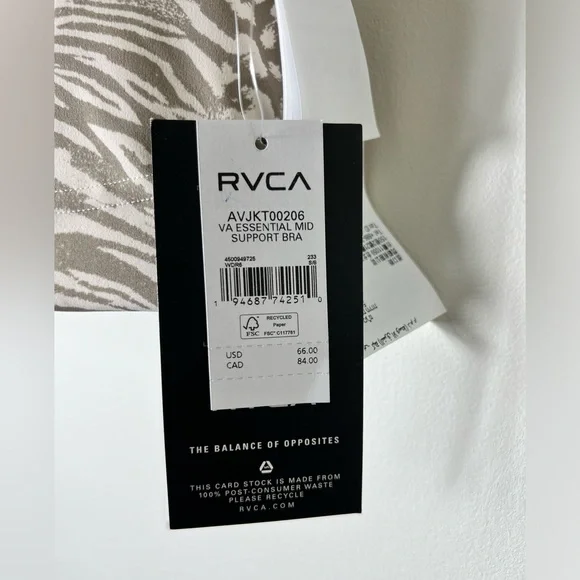 RVCA
AVJKT00206
VA ESSENTIAL MID
SUPPORT BRA
4500949725 233
WDR6 S/6
1 94687 74251 0
FSC
RECYCLED
Paper
FSC® C117781
USD 66.00
CAD 84.00
THE BALANCE OF OPPOSITES
THIS CARD STOCK IS MADE FROM
100% POST-CONSUMER WASTE
PLEASE RECYCLE
RVCA.COM